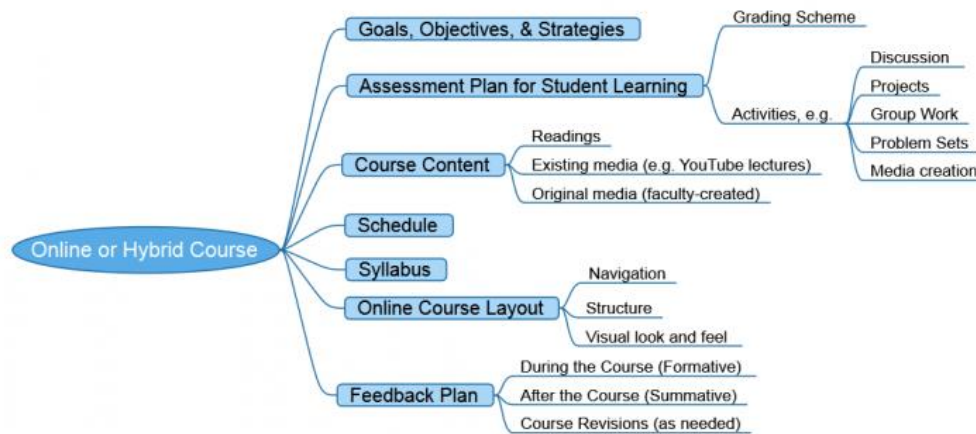 Online or Hybrid Course
Goals, Objectives, & Strategies
Assessment Plan for Student Learning
Grading Scheme
Activities, e.g.
Discussion
Projects
Group Work
Problem Sets
Media creation
Course Content
Readings
Existing media (e.g. YouTube lectures)
Original media (faculty-created)
Schedule
Syllabus
Online Course Layout
Navigation
Structure
Visual look and feel
Feedback Plan
During the Course (Formative)
After the Course (Summative)
Course Revisions (as needed)